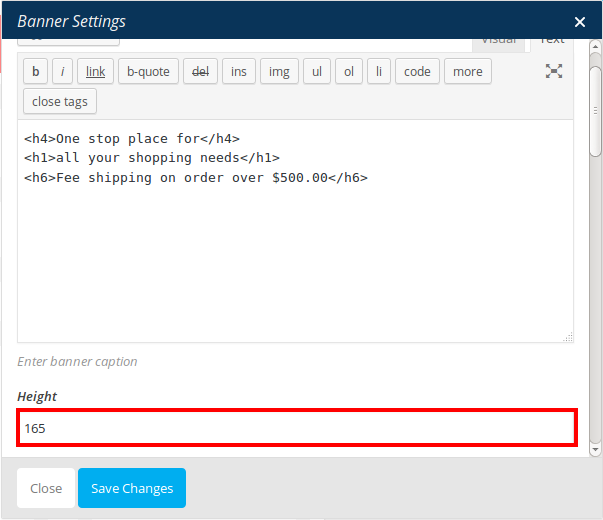 Banner Settings
Visual Text
b i link b-quote del ins img ul ol li code more
close tags
<h4>One stop place for</h4>
<h1>all your shopping needs</h1>
<h6>Fee shipping on order over $500.00</h6>
Enter banner caption
Height
165
Close Save Changes